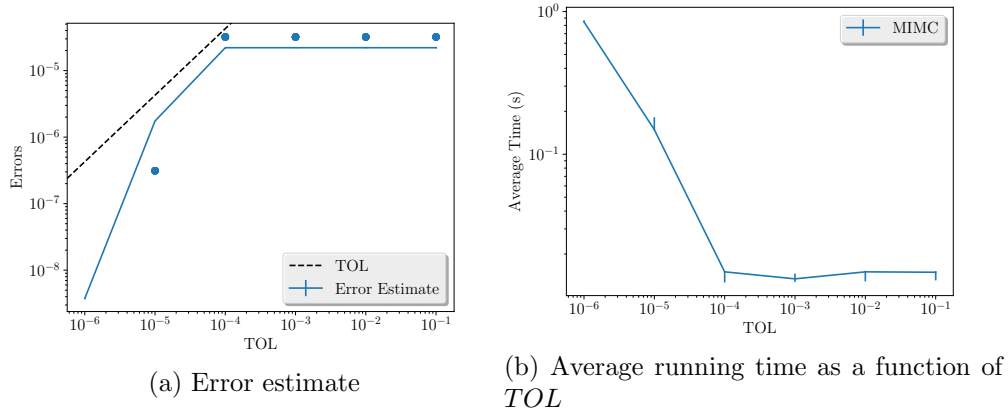 10⁻⁵
10⁻⁶
10⁻⁷
10⁻⁸
Errors
TOL
Error Estimate
10⁻⁶ 10⁻⁵ 10⁻⁴ 10⁻³ 10⁻² 10⁻¹
TOL
(a) Error estimate
10⁰
10⁻¹
Average Time (s)
MIMC
10⁻⁶ 10⁻⁵ 10⁻⁴ 10⁻³ 10⁻² 10⁻¹
TOL
(b) Average running time as a function of
TOL